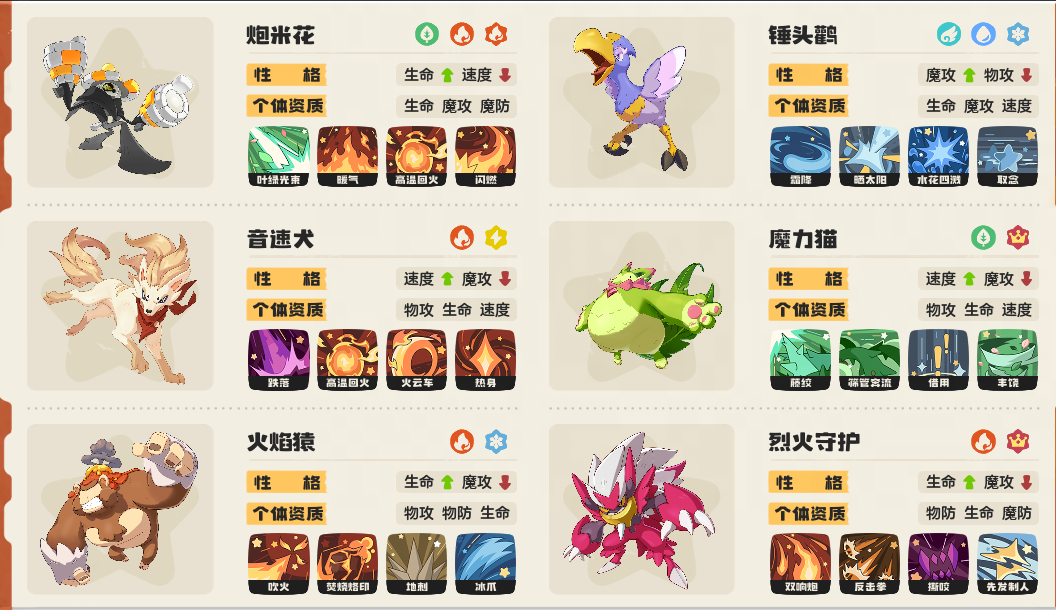 炮米花
性 格
生命 速度
个体资质
生命 魔攻 魔防
叶绿光束 暖气 高温回火 闪燃
锤头鹳
性 格
魔攻 物攻
个体资质
生命 魔攻 速度
霜降 晒太阳 水花四溅 取念
音速犬
性 格
速度 魔攻
个体资质
物攻 生命 速度
跌落 高温回火 火云车 热身
魔力猫
性 格
速度 魔攻
个体资质
物攻 生命 速度
藤绞 筛管奔流 借用 丰饶
火焰猿
性 格
生命 魔攻
个体资质
物攻 物防 生命
吹火 焚烧烙印 地刺 冰爪
烈火守护
性 格
生命 魔攻
个体资质
物防 生命 魔防
双响炮 反击拳 撕咬 先发制人